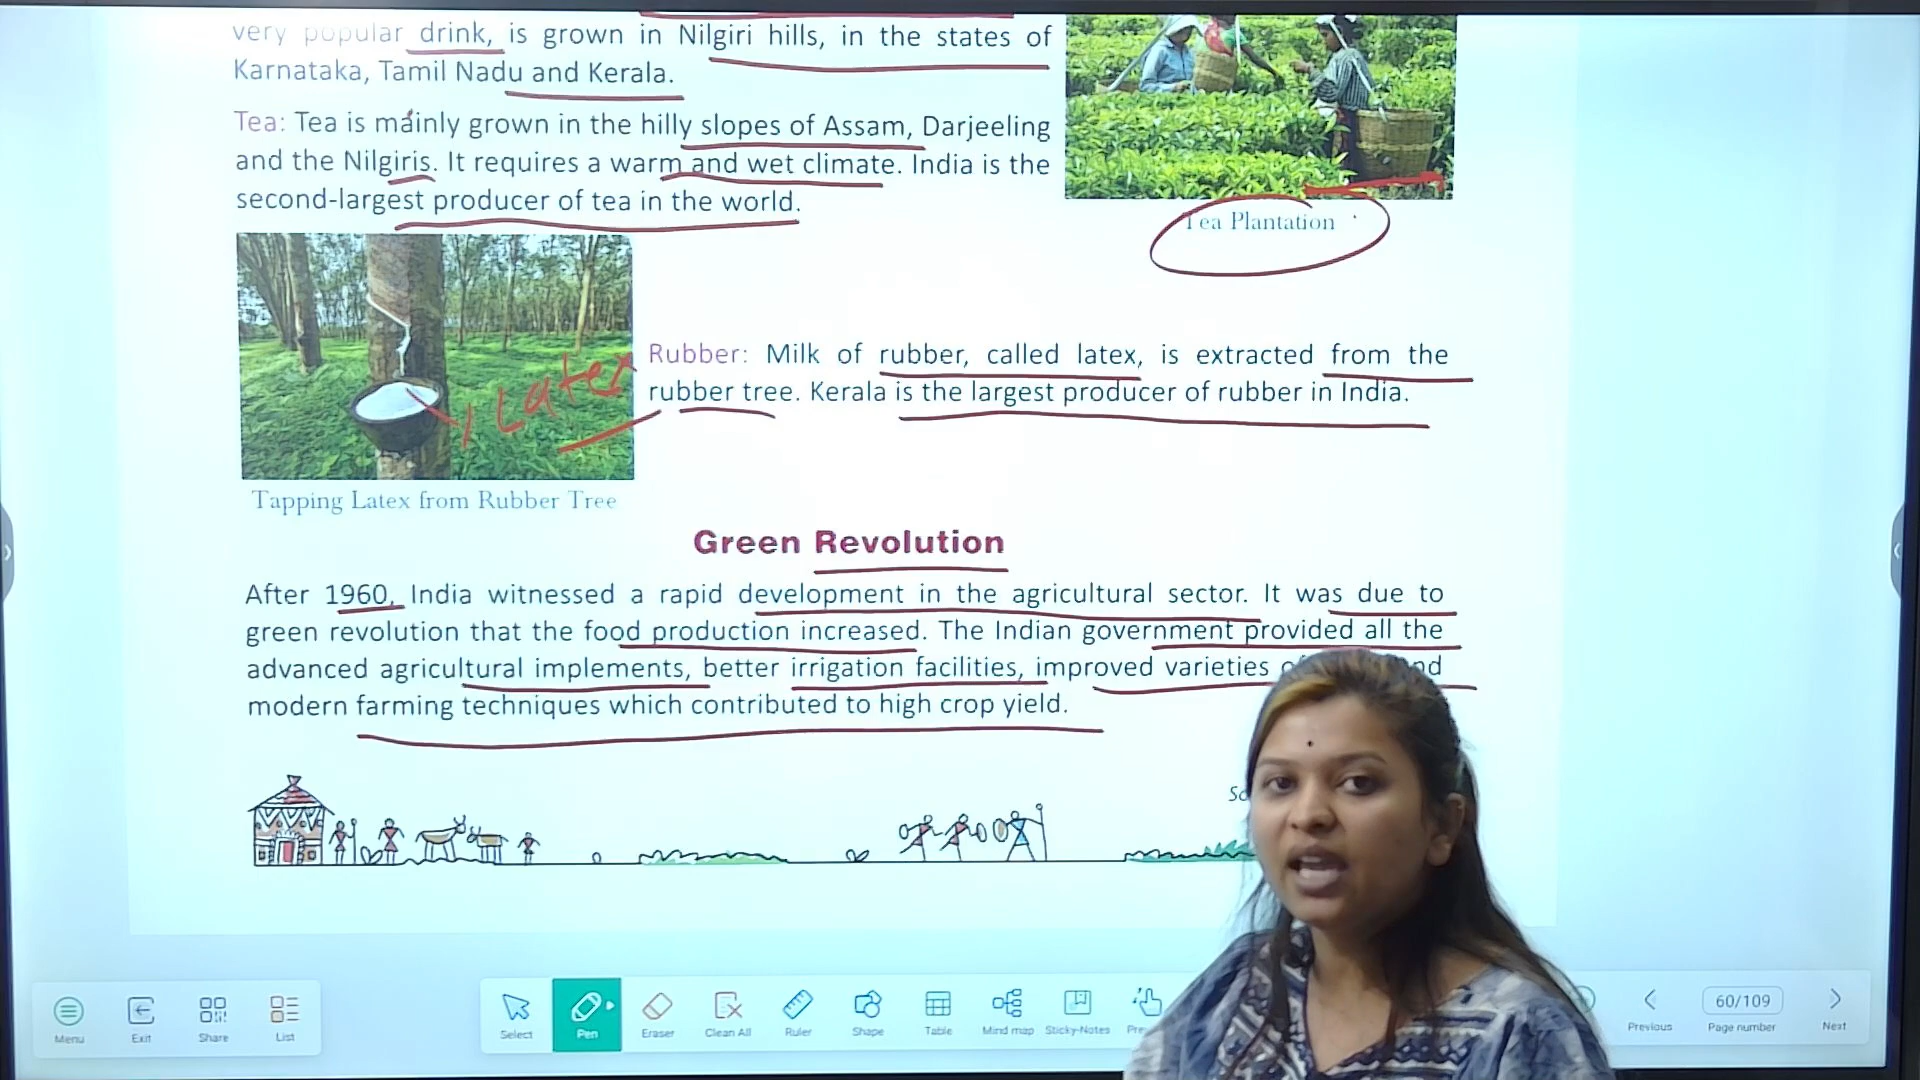 very popular drink, is grown in Nilgiri hills, in the states of
Karnataka, Tamil Nadu and Kerala.
Tea: Tea is mainly grown in the hilly slopes of Assam, Darjeeling
and the Nilgiris. It requires a warm and wet climate. India is the
second-largest producer of tea in the world.
Tea Plantation
Latex
Rubber: Milk of rubber, called latex, is extracted from the
rubber tree. Kerala is the largest producer of rubber in India.
Tapping Latex from Rubber Tree
Green Revolution
After 1960, India witnessed a rapid development in the agricultural sector. It was due to
green revolution that the food production increased. The Indian government provided all the
advanced agricultural implements, better irrigation facilities, improved varieties
modern farming techniques which contributed to high crop yield.
Menu Exit Share List Select Pen Eraser Clean All Ruler Shape Table Mind map Sticky-Notes Previous 60/109 Page number Next